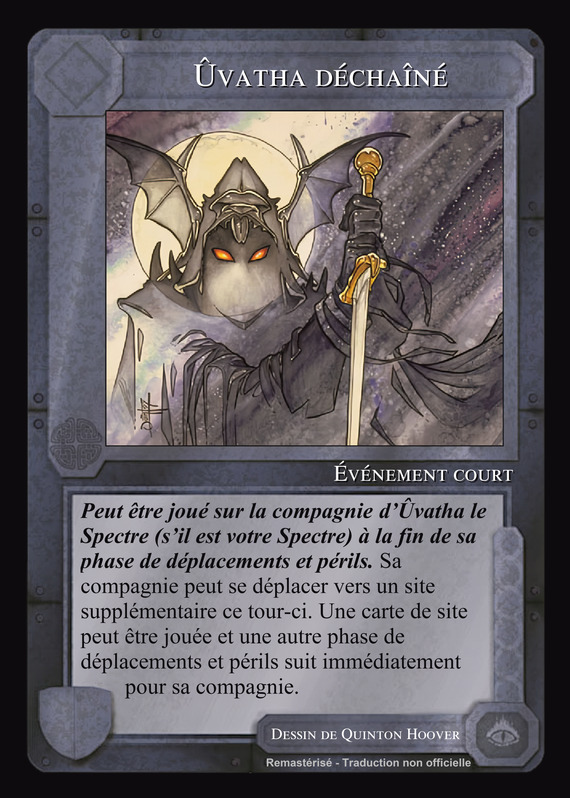 Ûvatha déchaîné
Événement court
Peut être joué sur la compagnie d'Ûvatha le
Spectre (s'il est votre Spectre) à la fin de sa
phase de déplacements et périls. Sa
compagnie peut se déplacer vers un site
supplémentaire ce tour-ci. Une carte de site
peut être jouée et une autre phase de
déplacements et périls suit immédiatement
pour sa compagnie.
Dessin de Quinton Hoover
Remastérisé - Traduction non officielle